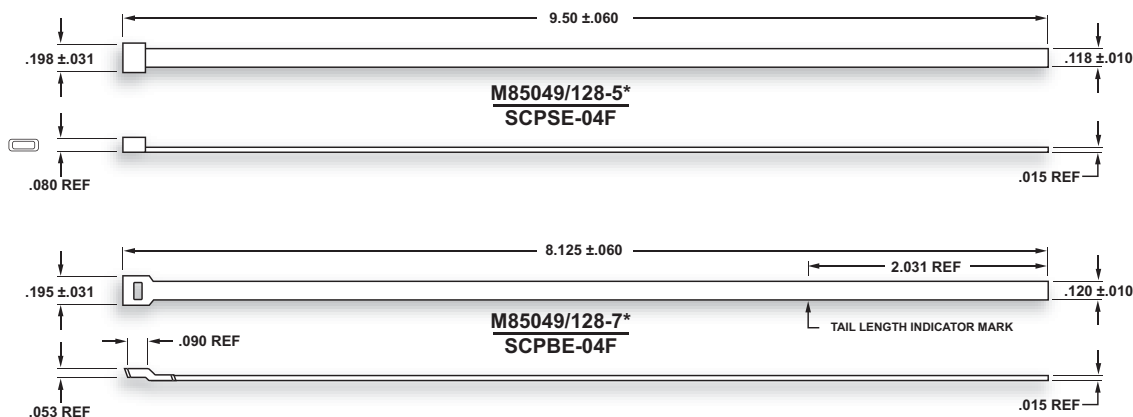 9.50 ±.060
.198 ±.031
.118 ±.010
M85049/128-5*
SCPSE-04F
.080 REF
.015 REF
8.125 ±.060
2.031 REF
.195 ±.031
.120 ±.010
M85049/128-7*
SCPBE-04F
TAIL LENGTH INDICATOR MARK
.090 REF
.053 REF
.015 REF